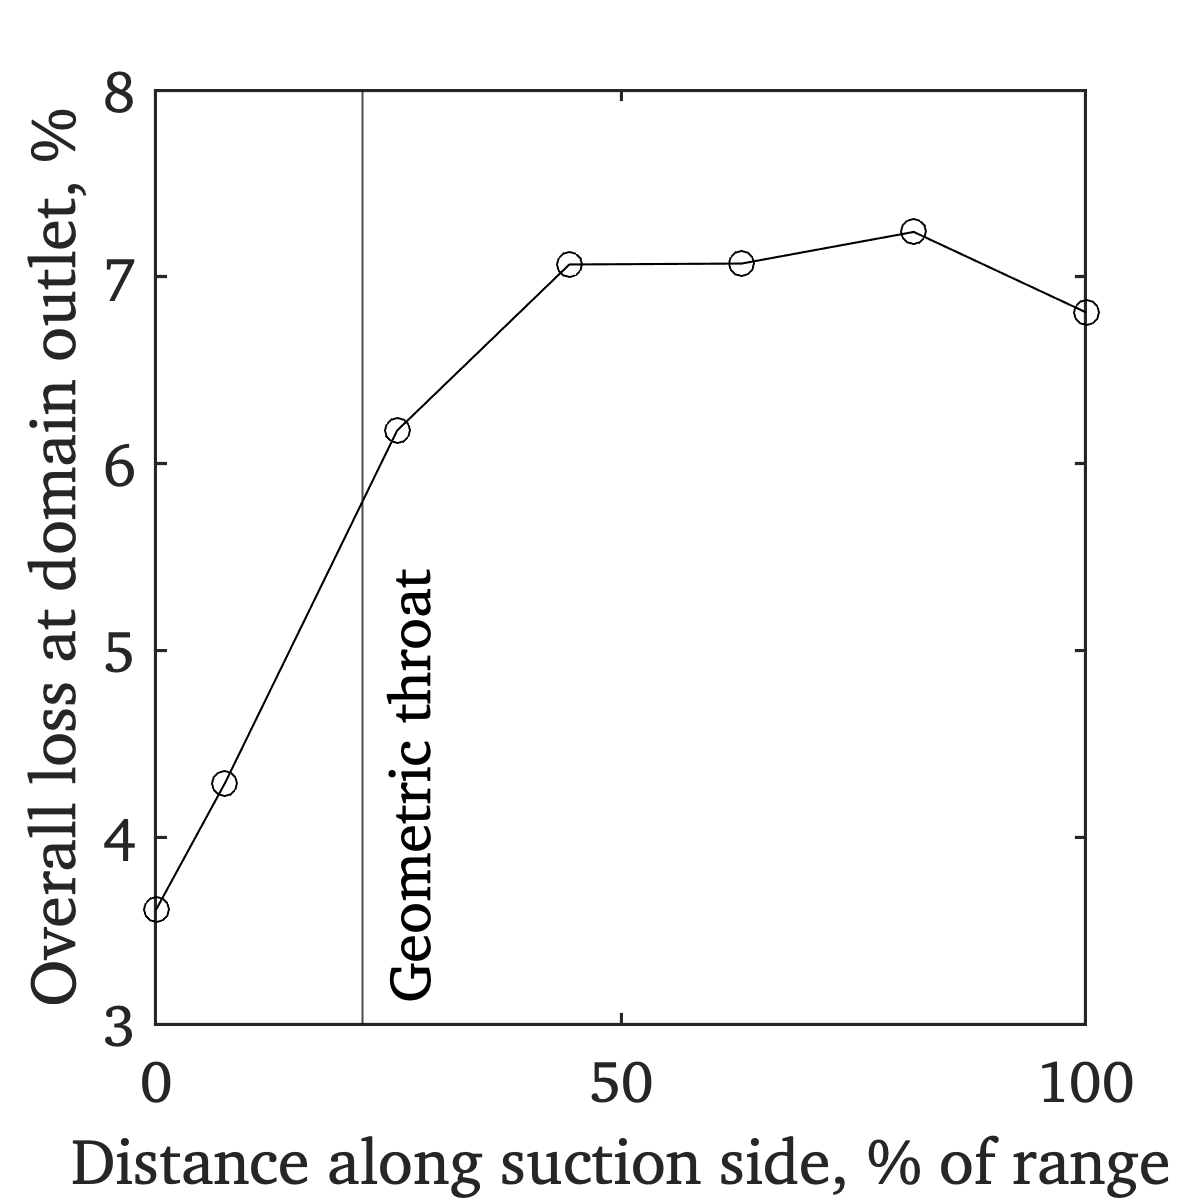 Overall loss at domain outlet, %
8
7
6
5
4
3
Geometric throat
0 50 100
Distance along suction side, % of range